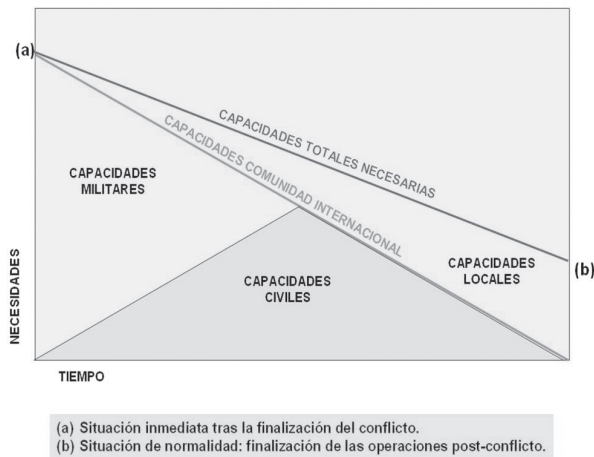 (a)
CAPACIDADES TOTALES NECESARIAS
CAPACIDADES COMUNIDAD INTERNACIONAL
CAPACIDADES
MILITARES
CAPACIDADES
LOCALES
(b)
CAPACIDADES
CIVILES
NECESIDADES
TIEMPO
(a) Situación inmediata tras la finalización del conflicto.
(b) Situación de normalidad: finalización de las operaciones post-conflicto.